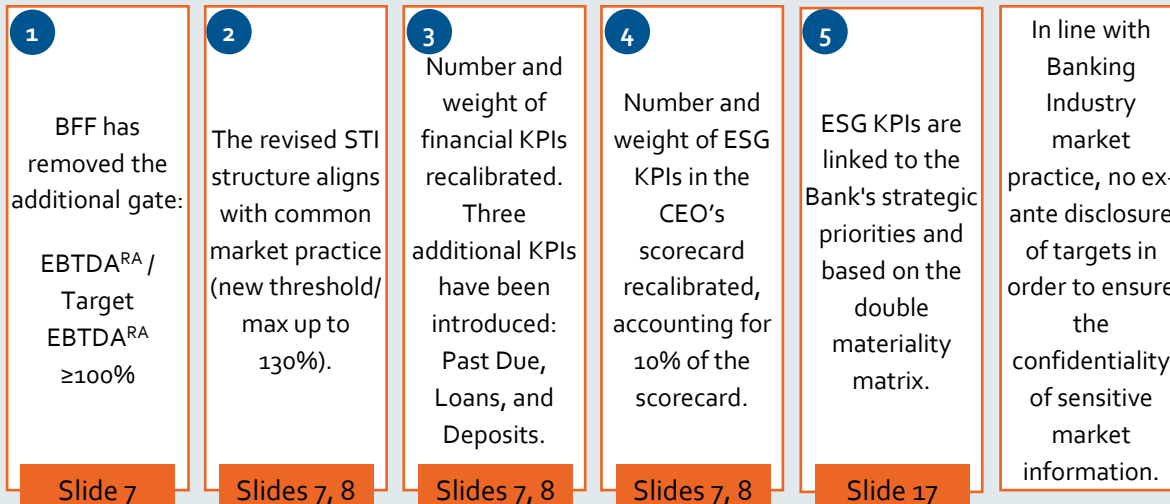 1
BFF has
removed the
additional gate:
EBTDAᴿᴬ /
Target
EBTDAᴿᴬ
≥100%
Slide 7
2
The revised STI
structure aligns
with common
market practice
(new threshold/
max up to
130%).
Slides 7, 8
3
Number and
weight of
financial KPIs
recalibrated.
Three
additional KPIs
have been
introduced:
Past Due,
Loans, and
Deposits.
Slides 7, 8
4
Number and
weight of ESG
KPIs in the
CEO’s
scorecard
recalibrated,
accounting for
10% of the
scorecard.
Slides 7, 8
5
ESG KPIs are
linked to the
Bank's strategic
priorities and
based on the
double
materiality
matrix.
Slide 17
In line with
Banking
Industry
market
practice, no ex-
ante disclosure
of targets in
order to ensure
the
confidentiality
of sensitive
market
information.